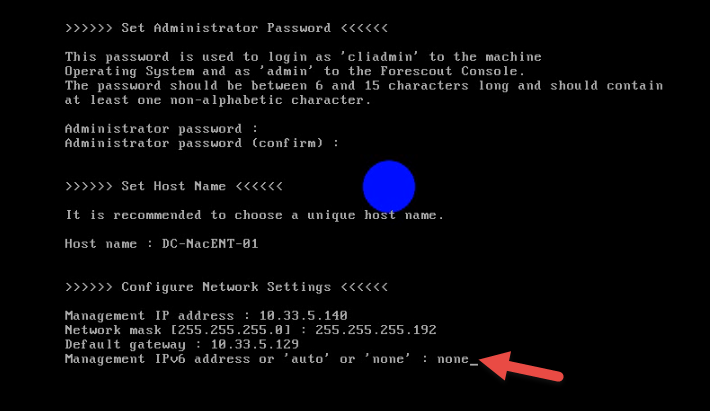 >>>>>> Set Administrator Password <<<<<<
This password is used to login as 'cliadmin' to the machine
Operating System and as 'admin' to the Forescout Console.
The password should be between 6 and 15 characters long and should contain
at least one non-alphabetic character.
Administrator password :
Administrator password (confirm) :
>>>>>> Set Host Name <<<<<<
It is recommended to choose a unique host name.
Host name : DC-NacENT-01
>>>>>> Configure Network Settings <<<<<<
Management IP address : 10.33.5.140
Network mask [255.255.255.0] : 255.255.255.192
Default gateway : 10.33.5.129
Management IPv6 address or 'auto' or 'none' : none_